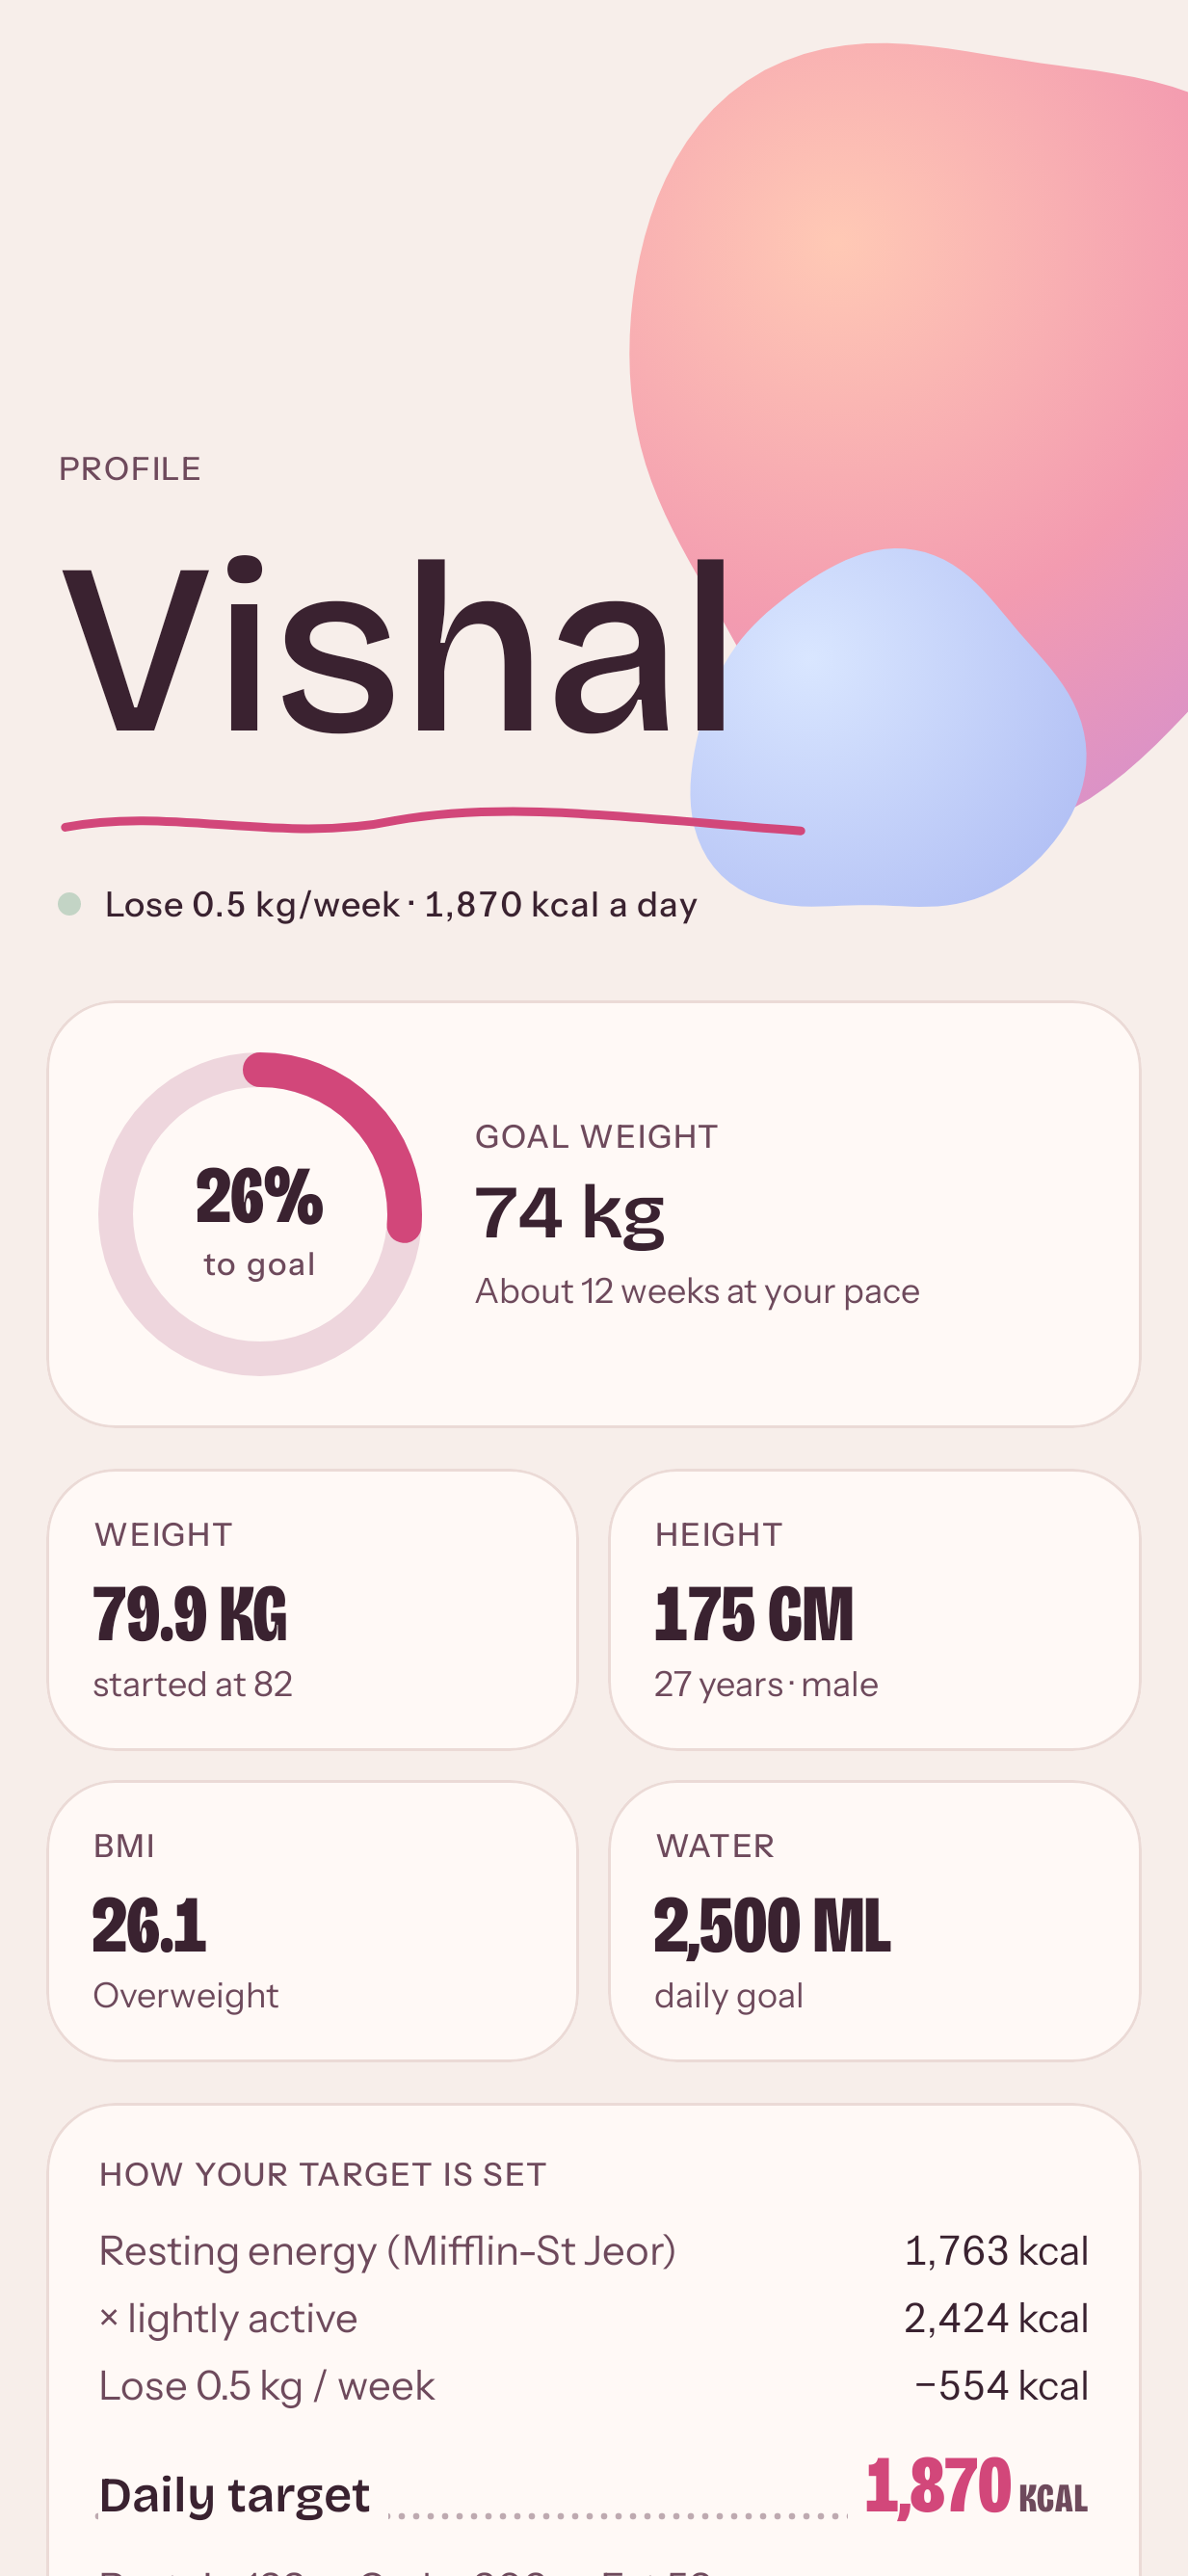 PROFILE
Vishal
Lose 0.5 kg/week · 1,870 kcal a day
26%
to goal
GOAL WEIGHT
74 kg
About 12 weeks at your pace
WEIGHT
79.9 KG
started at 82
HEIGHT
175 CM
27 years · male
BMI
26.1
Overweight
WATER
2,500 ML
daily goal
HOW YOUR TARGET IS SET
Resting energy (Mifflin-St Jeor) 1,763 kcal
× lightly active 2,424 kcal
Lose 0.5 kg / week −554 kcal
Daily target 1,870 KCAL